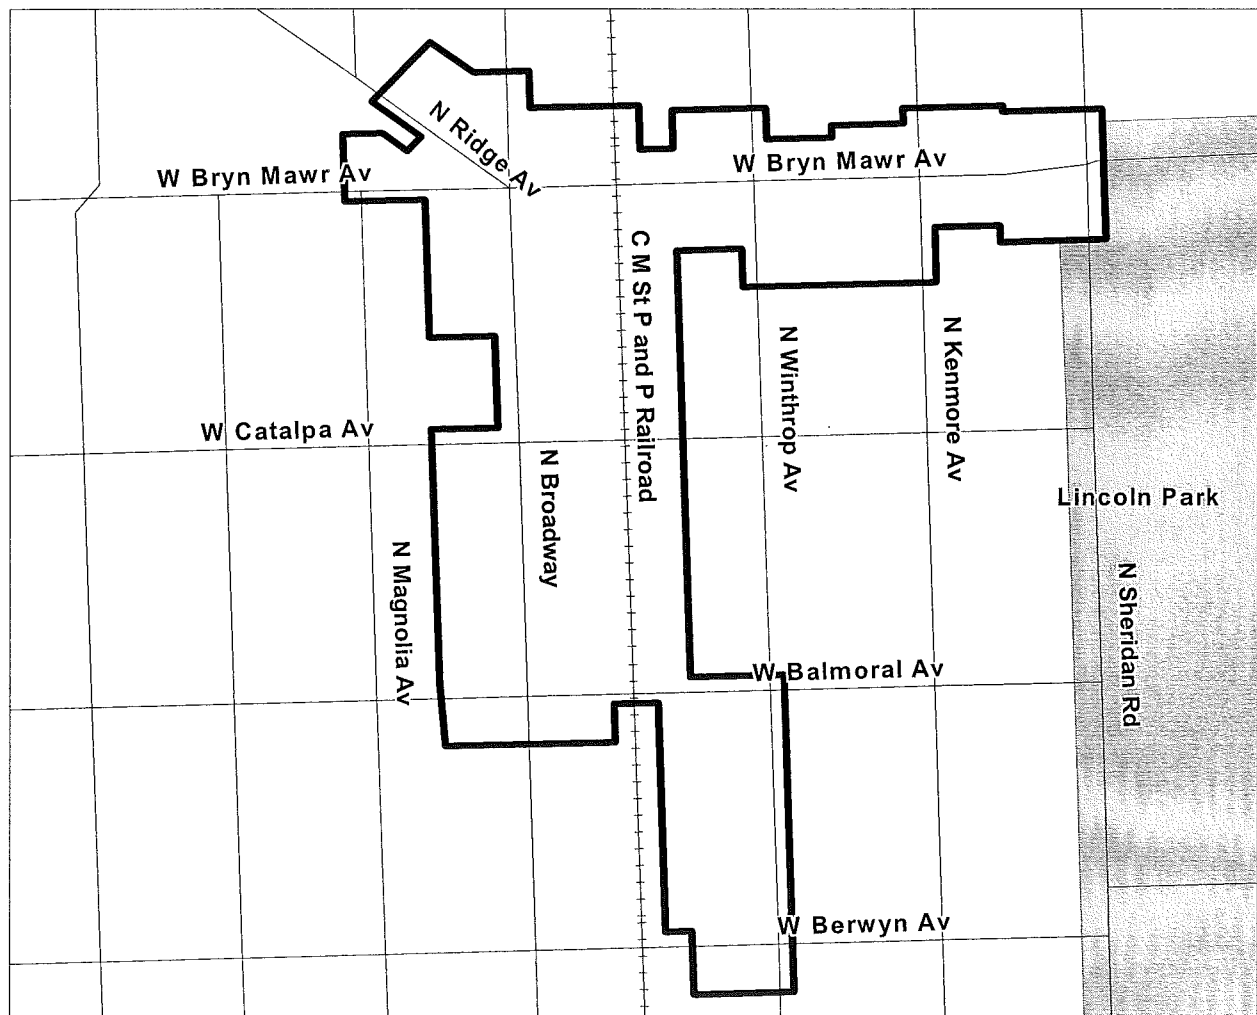 N Ridge Av
W Bryn Mawr Av
W Bryn Mawr Av
C M St P and P Railroad
N Winthrop Av
N Kenmore Av
W Catalpa Av
N Broadway
Lincoln Park
N Magnolia Av
N Sheridan Rd
W Balmoral Av
W Berwyn Av